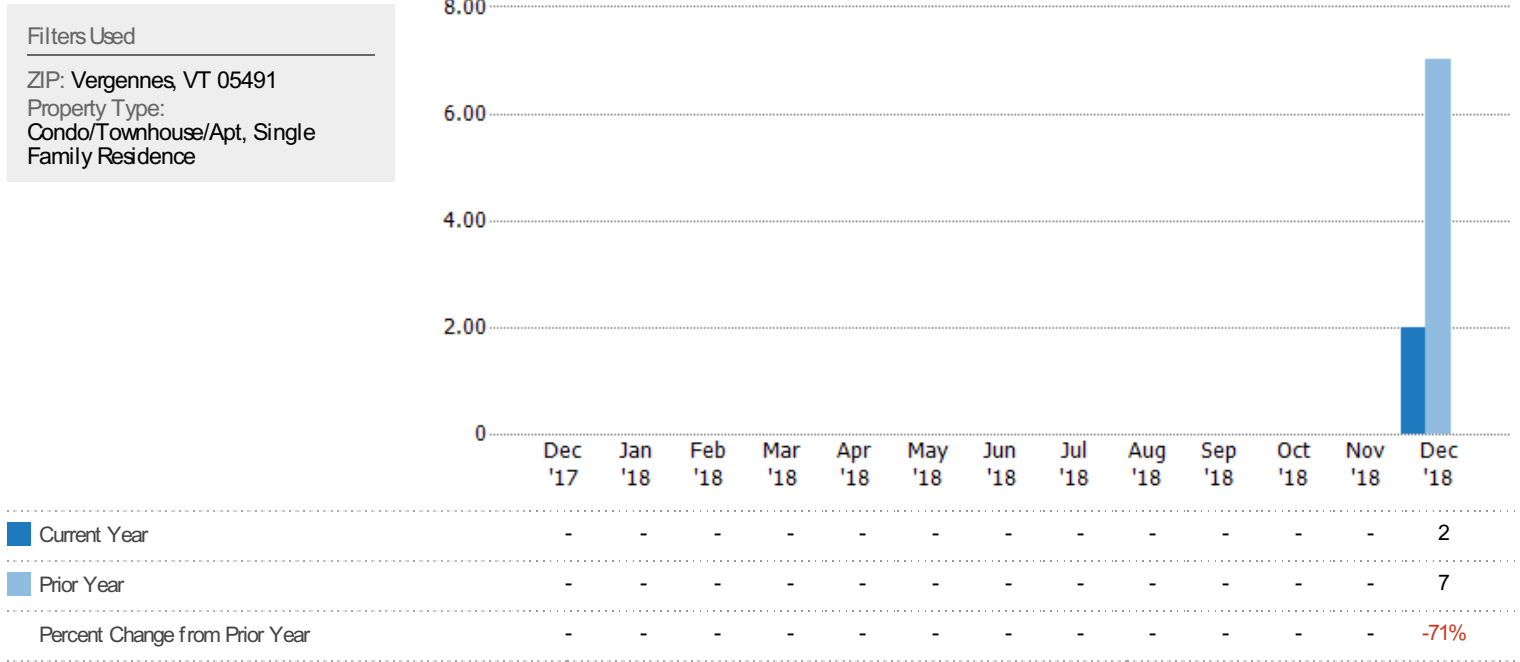 Filters Used
ZIP: Vergennes, VT 05491
Property Type:
Condo/Townhouse/Apt, Single
Family Residence
8.00
6.00
4.00
2.00
0
Dec Jan Feb Mar Apr May Jun Jul Aug Sep Oct Nov Dec
'17 '18 '18 '18 '18 '18 '18 '18 '18 '18 '18 '18 '18
Current Year - - - - - - - - - - - - 2
Prior Year - - - - - - - - - - - - 7
Percent Change from Prior Year - - - - - - - - - - - - -71%